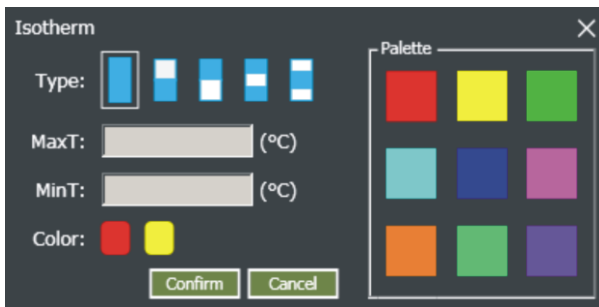 Isotherm
Palette
Type:
MaxT: (°C)
MinT: (°C)
Color:
Confirm Cancel